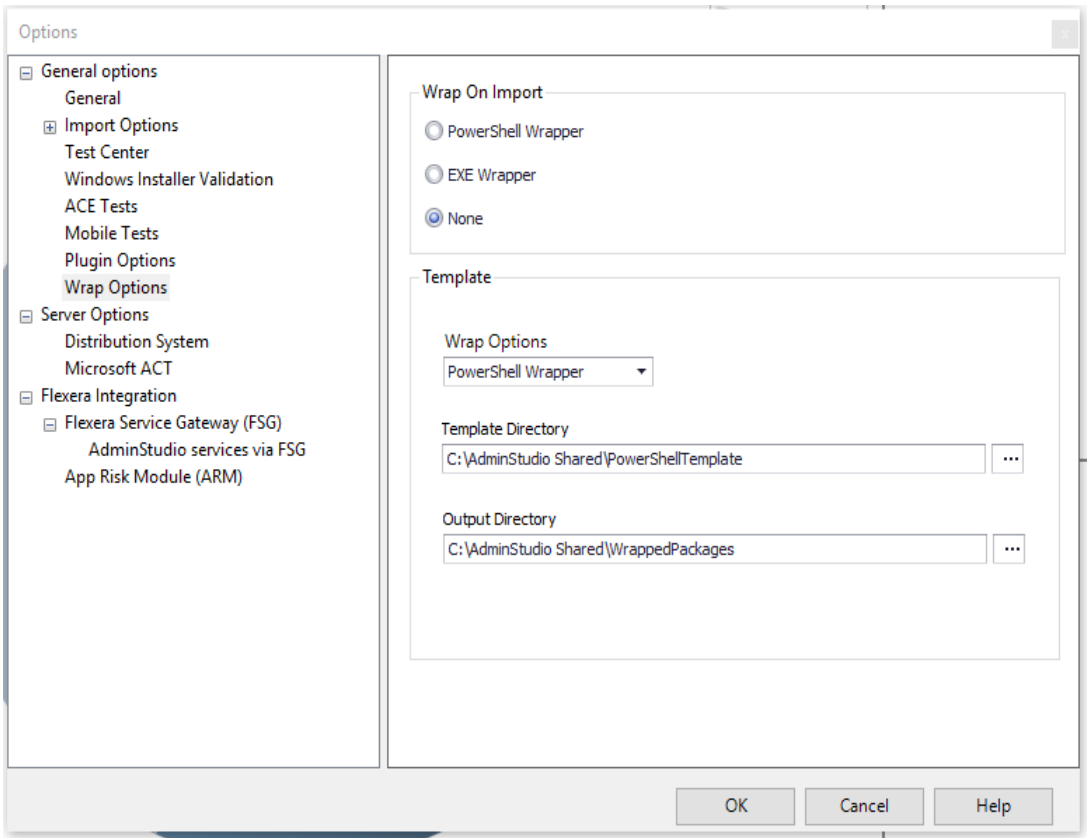 Options
General options
General
Import Options
Test Center
Windows Installer Validation
ACE Tests
Mobile Tests
Plugin Options
Wrap Options
Server Options
Distribution System
Microsoft ACT
Flexera Integration
Flexera Service Gateway (FSG)
AdminStudio services via FSG
App Risk Module (ARM)
Wrap On Import
PowerShell Wrapper
EXE Wrapper
None
Template
Wrap Options
PowerShell Wrapper
Template Directory
C:\AdminStudio Shared\PowerShellTemplate
...
Output Directory
C:\AdminStudio Shared\WrappedPackages
...
OK Cancel Help